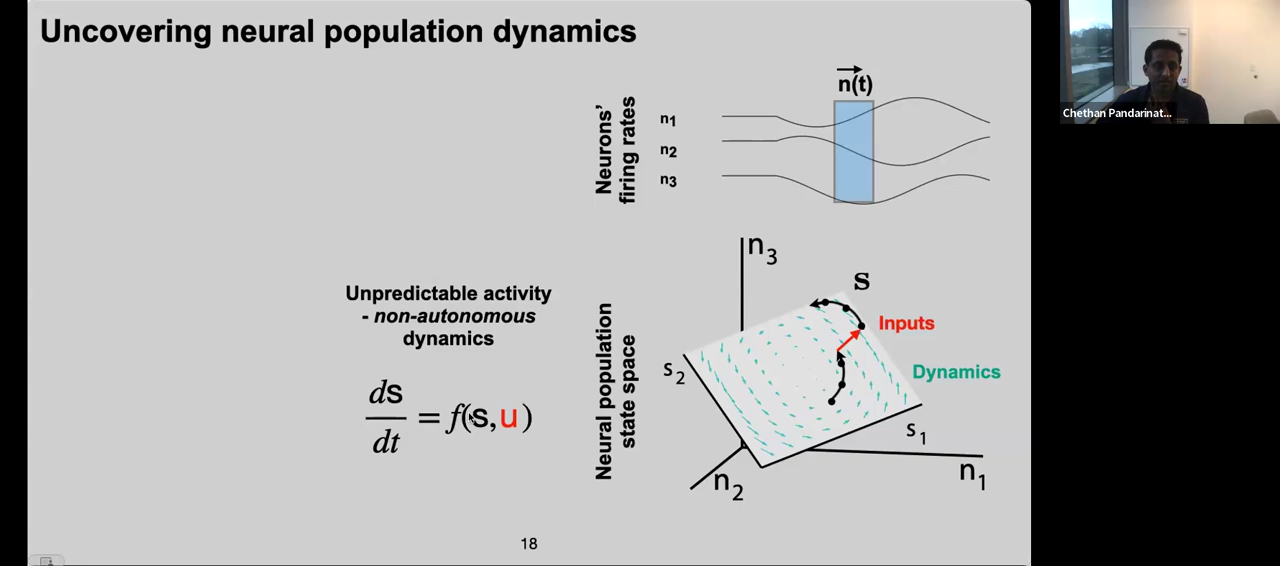 Uncovering neural population dynamics
n(t)
Neurons'
firing rates
n1
n2
n3
Unpredictable activity
- non-autonomous
dynamics
ds
dt
= f(s,u)
Neural population
state space
n3
s
Inputs
Dynamics
s2
s1
n2
n1
18
Chethan Pandarinat...